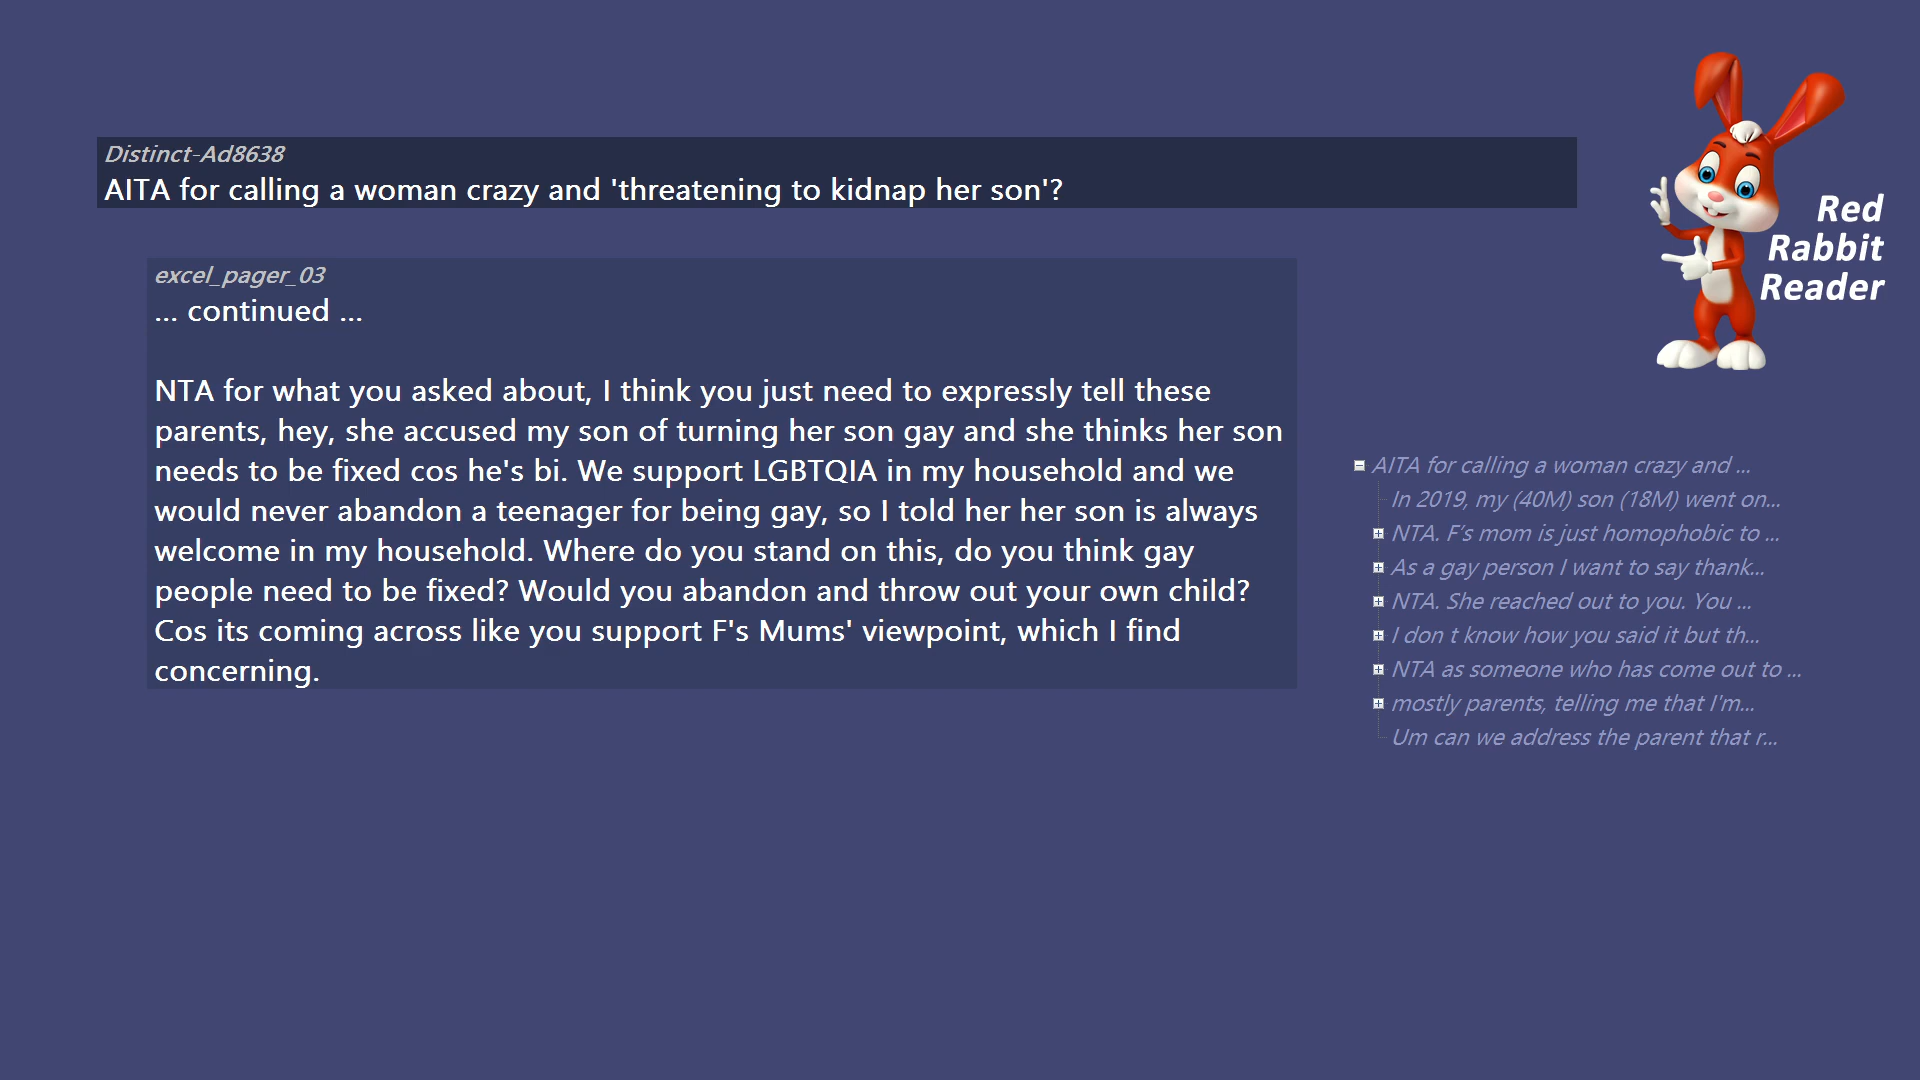 Distinct-Ad8638
AITA for calling a woman crazy and 'threatening to kidnap her son'?
excel_pager_03
... continued ...
NTA for what you asked about, I think you just need to expressly tell these
parents, hey, she accused my son of turning her son gay and she thinks her son
needs to be fixed cos he's bi. We support LGBTQIA in my household and we
would never abandon a teenager for being gay, so I told her her son is always
welcome in my household. Where do you stand on this, do you think gay
people need to be fixed? Would you abandon and throw out your own child?
Cos its coming across like you support F's Mums' viewpoint, which I find
concerning.
Red
Rabbit
Reader
AITA for calling a woman crazy and ...
In 2019, my (40M) son (18M) went on...
NTA. F's mom is just homophobic to ...
As a gay person I want to say thank...
NTA. She reached out to you. You ...
I don t know how you said it but th...
NTA as someone who has come out to ...
mostly parents, telling me that I'm...
Um can we address the parent that r...